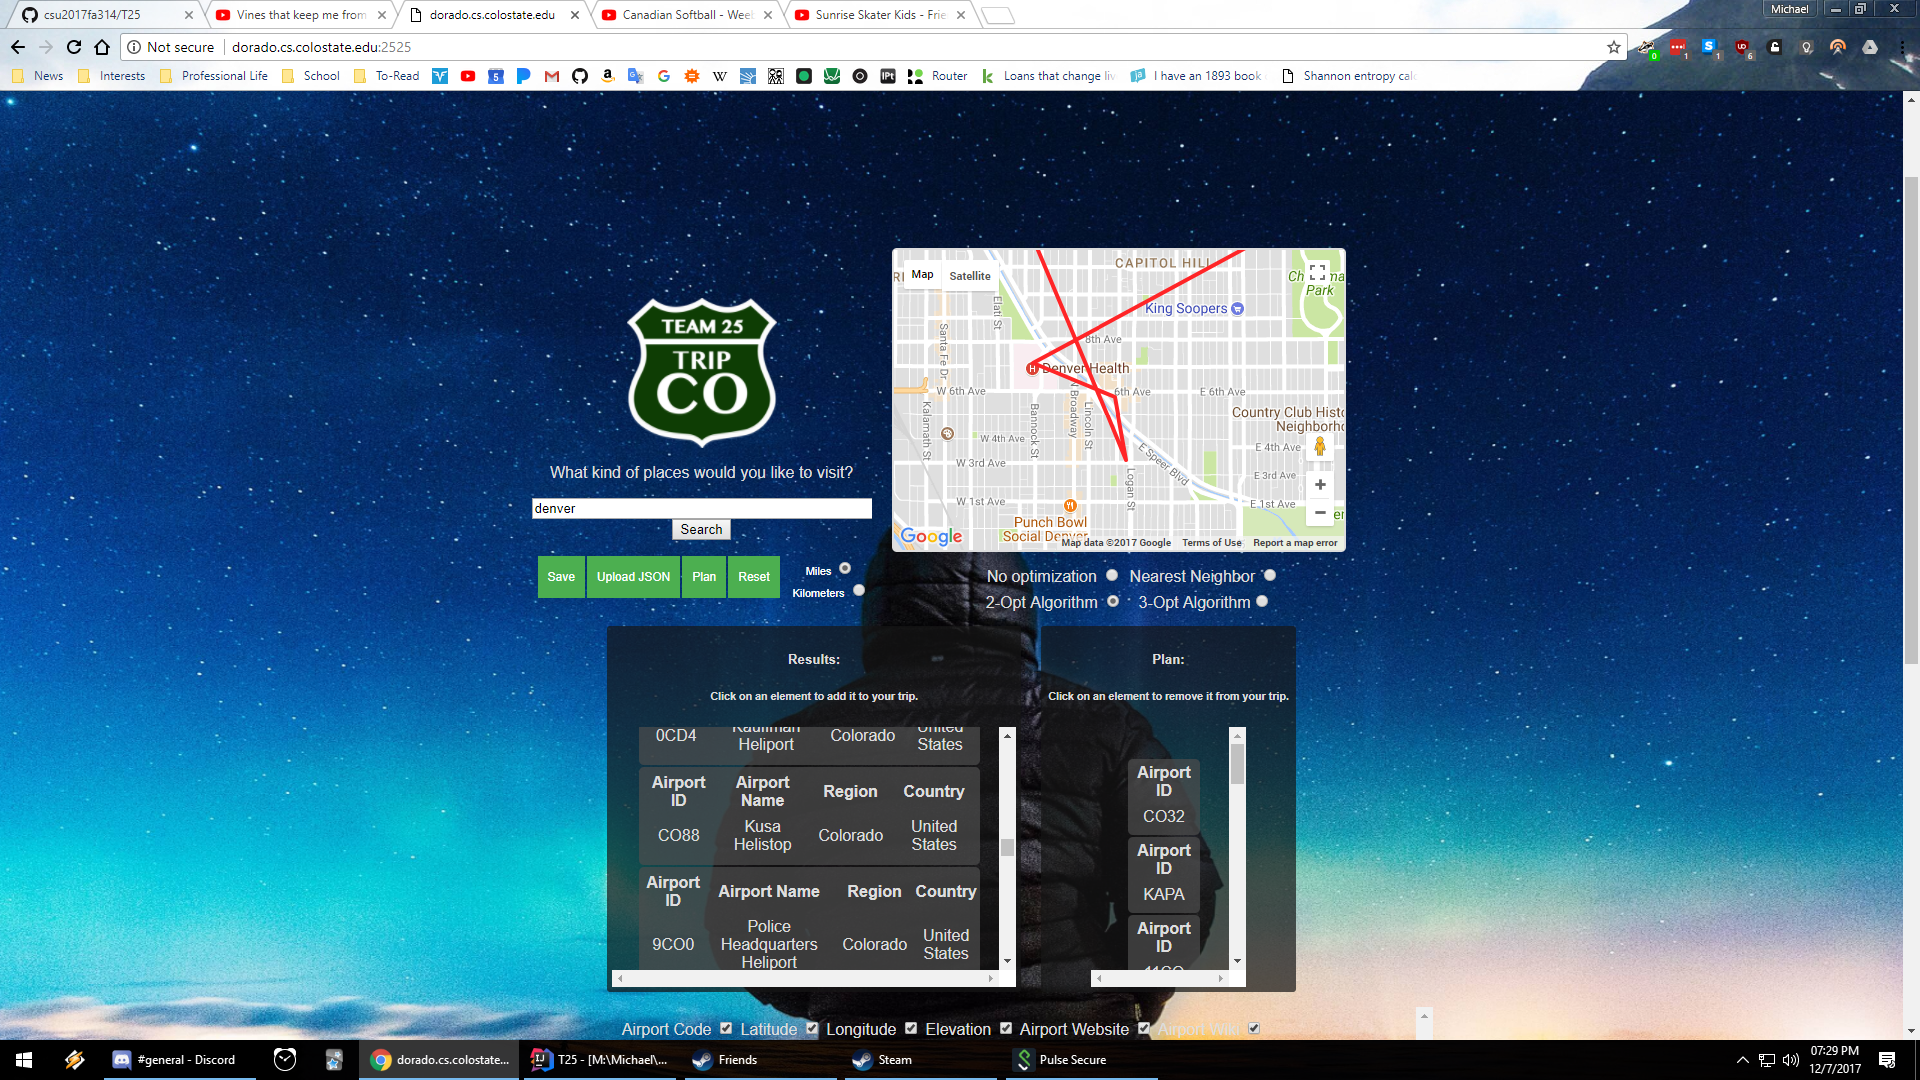 csu2017fa314/T25
Vines that keep me from
dorado.cs.colostate.edu
Canadian Softball - Wee
Sunrise Skater Kids - Frie
Michael
Not secure
dorado.cs.colostate.edu:2525
News
Interests
Professional Life
School
To-Read
Router
Loans that change liv
I have an 1893 book
Shannon entropy calc
TEAM 25
TRIP
CO
What kind of places would you like to visit?
denver
Search
Save
Upload JSON
Plan
Reset
Miles
Kilometers
Map
Satellite
CAPITOL HILL
Park
King Soopers
Elati St
Santa Fe Dr
8th Ave
Denver Health
W 6th Ave
6th Ave
E 6th Ave
Kalamath St
Bannock St
N Broadway
Lincoln St
Country Club Histo
Neighborho
W 4th Ave
E 4th Ave
W 3rd Ave
E Speer Blvd
E 3rd Ave
Logan St
W 1st Ave
E 1st Ave
Punch Bowl
Social Denver
Google
Map data ©2017 Google
Terms of Use
Report a map error
No optimization
Nearest Neighbor
2-Opt Algorithm
3-Opt Algorithm
Results:
Click on an element to add it to your trip.
0CD4 Kauffman Heliport Colorado United States
Airport ID Airport Name Region Country
CO88 Kusa Helistop Colorado United States
Airport ID Airport Name Region Country
9CO0 Police Headquarters Heliport Colorado United States
Plan:
Click on an element to remove it from your trip.
Airport ID
CO32
Airport ID
KAPA
Airport ID
11CO
Airport Code
Latitude
Longitude
Elevation
Airport Website
Airport Wiki
#general - Discord
dorado.cs.colostate...
T25 - [M:\Michael\...
Friends
Steam
Pulse Secure
07:29 PM
12/7/2017